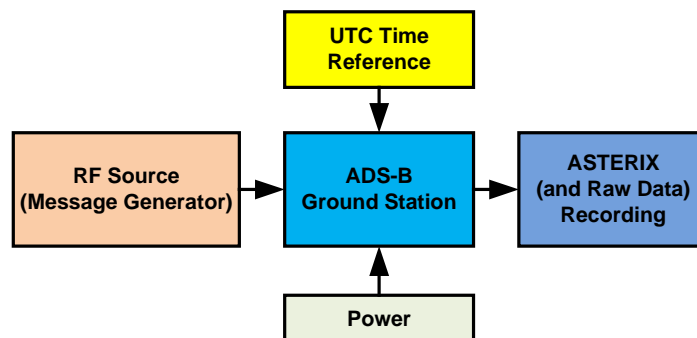 UTC Time
Reference
RF Source
(Message Generator)
ADS-B
Ground Station
ASTERIX
(and Raw Data)
Recording
Power